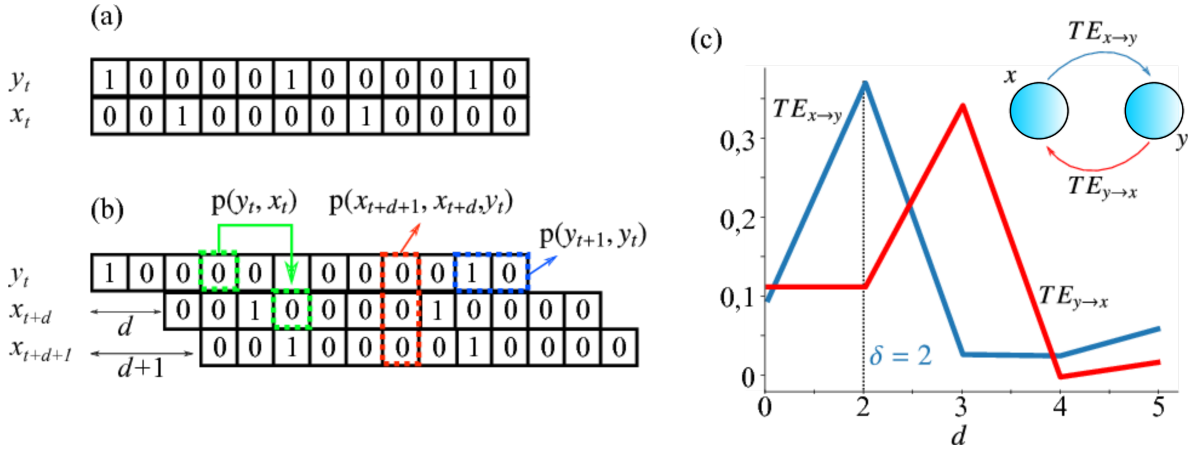 (a)
y_t 1 0 0 0 0 1 0 0 0 0 1 0
x_t 0 0 1 0 0 0 0 1 0 0 0 0
(b)
p(y_t, x_t) p(x_{t+d+1}, x_{t+d},y_t)
p(y_{t+1}, y_t)
y_t 1 0 0 0 0 1 0 0 0 0 1 0
x_{t+d} d 0 0 1 0 0 0 0 1 0 0 0 0
x_{t+d+1} d+1 0 0 1 0 0 0 0 1 0 0 0 0
(c)
TE_{x→y}
x
y
TE_{y→x}
TE_{x→y}
TE_{y→x}
δ = 2
0,3
0,2
0,1
0
0 2 3 4 5
d